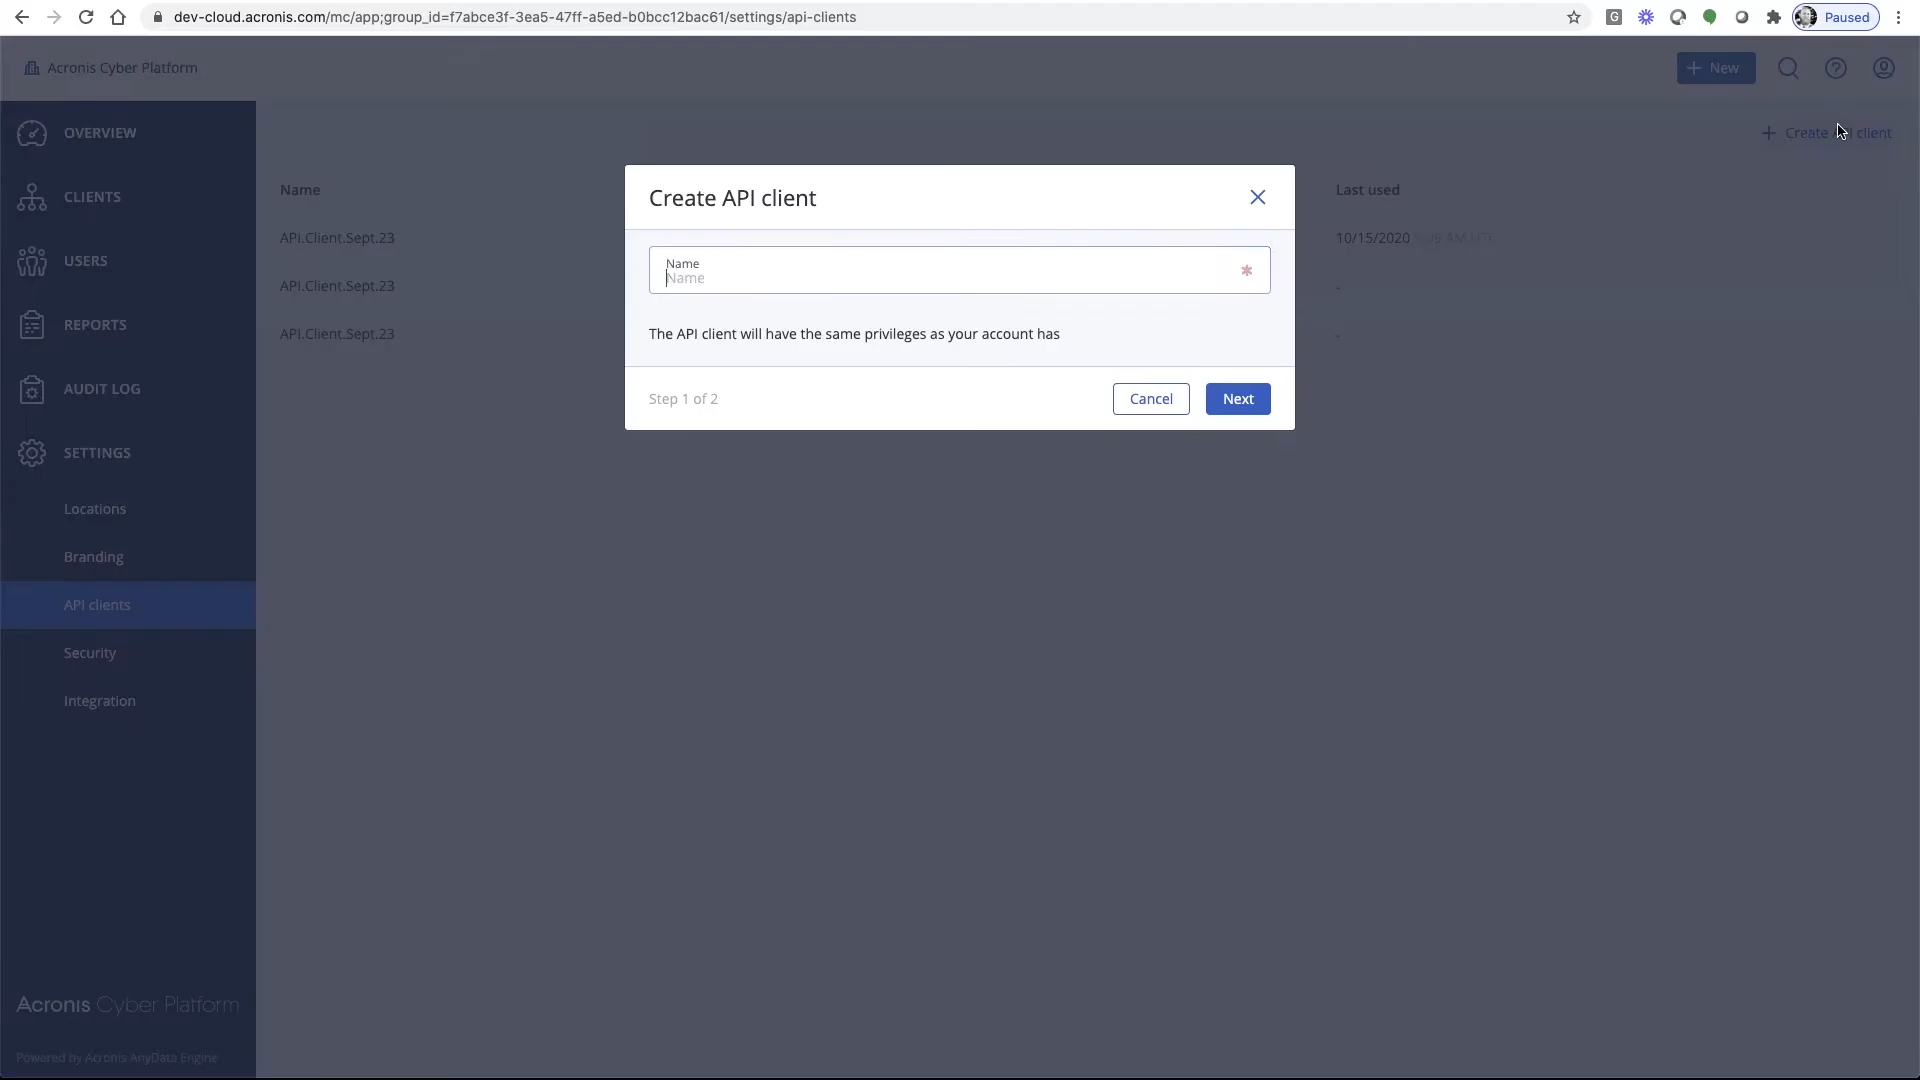 dev-cloud.acronis.com/mc/app;group_id=f7abce3f-3ea5-47ff-a5ed-b0bcc12bac61/settings/api-clients
G
Paused
Acronis Cyber Platform
+ New
OVERVIEW
CLIENTS
USERS
REPORTS
AUDIT LOG
SETTINGS
Locations
Branding
API clients
Security
Integration
Acronis Cyber Platform
Powered by Acronis AnyData Engine
+ Create API client
Name
Last used
APi.Client.Sept.23
10/15/2020
API.Client.Sept.23
-
API.Client.Sept.23
-
Create API client
Name
Name
*
The API client will have the same privileges as your account has
Step 1 of 2
Cancel
Next